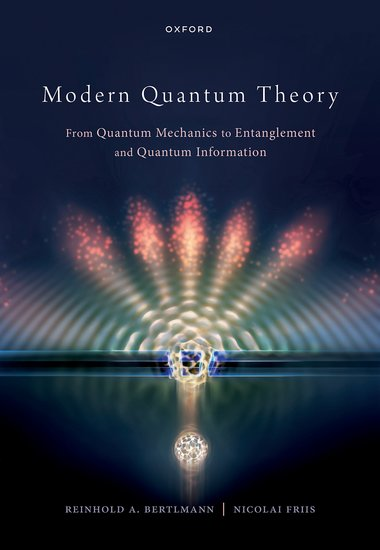 OXFORD
Modern Quantum Theory
From Quantum Mechanics to Entanglement
and Quantum Information
REINHOLD A. BERTLMANN | NICOLAI FRIIS